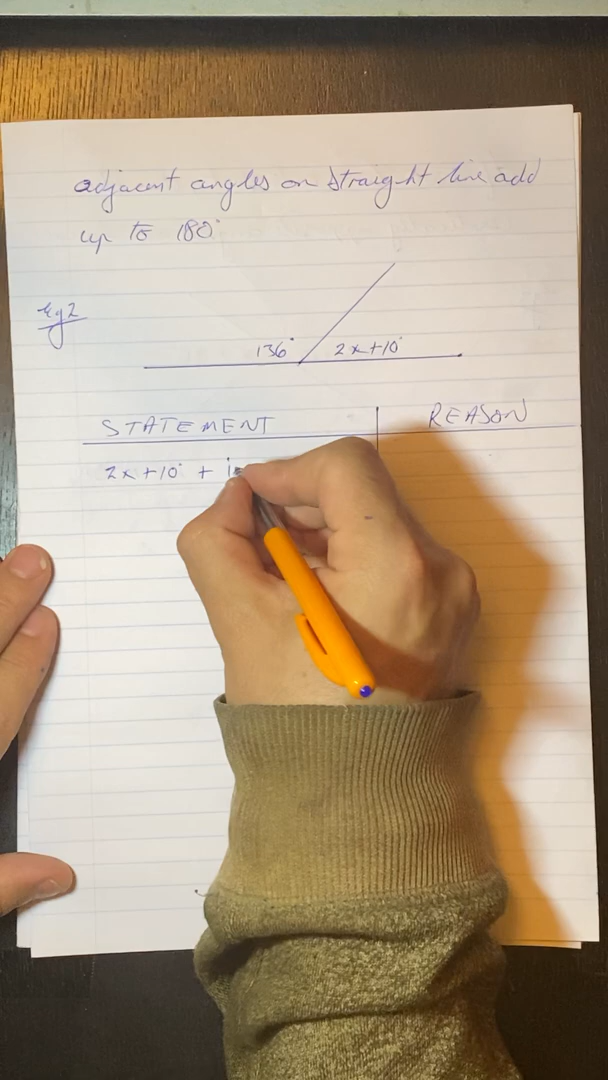 adjacent angles on straight line add
up to 180°
Eg2
136° 2x+10°
STATEMENT REASON
2x+10° +